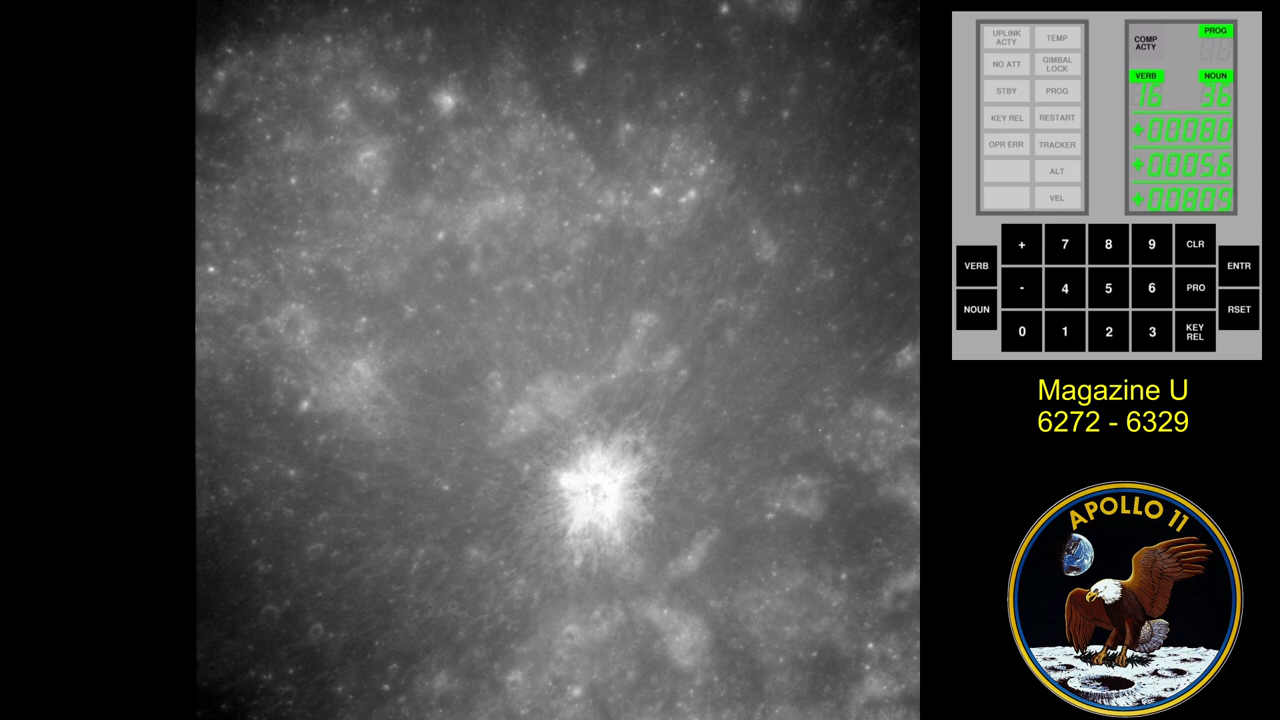 UPLINK
ACTY
TEMP
NO ATT
GIMBAL
LOCK
STBY
PROG
KEY REL
RESTART
OPR ERR
TRACKER
ALT
VEL
COMP
ACTY
PROG
VERB
NOUN
16
36
+00080
+00056
+00809
VERB
NOUN
+
7
8
9
CLR
-
4
5
6
PRO
0
1
2
3
KEY
REL
ENTR
RSET
Magazine U
6272 - 6329
APOLLO 11